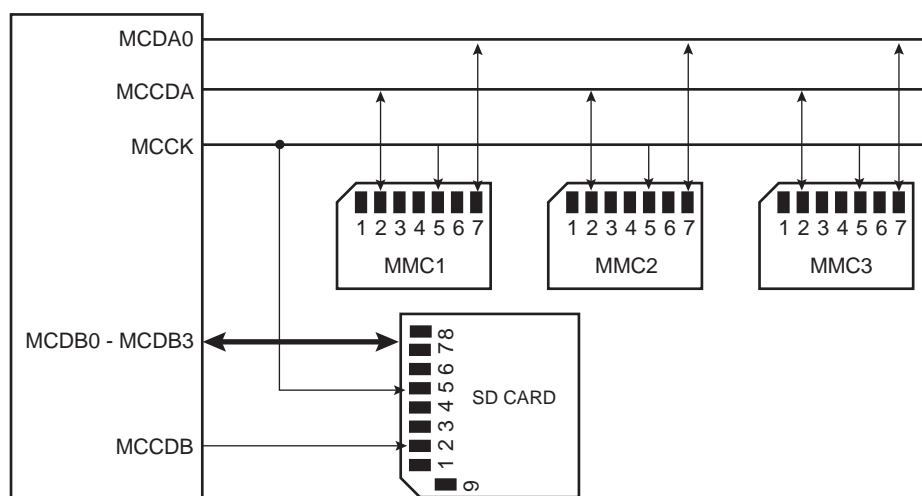 MCDA0
MCCDA
MCCK
1 2 3 4 5 6 7
MMC1
1 2 3 4 5 6 7
MMC2
1 2 3 4 5 6 7
MMC3
MCDB0 - MCDB3
1 2 3 4 5 6 7 8
SD CARD
MCCDB
9